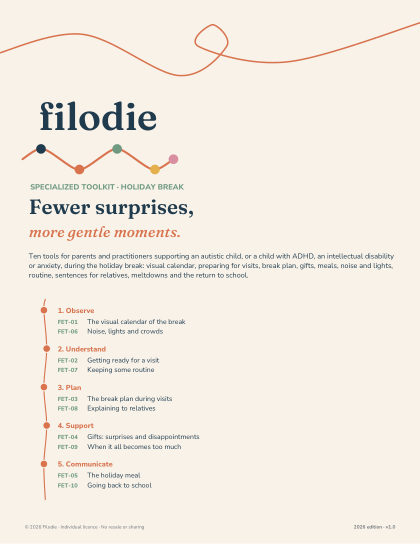 filodie
SPECIALIZED TOOLKIT · HOLIDAY BREAK
Fewer surprises,
more gentle moments.
Ten tools for parents and practitioners supporting an autistic child, or a child with ADHD, an intellectual disability
or anxiety, during the holiday break: visual calendar, preparing for visits, break plan, gifts, meals, noise and lights,
routine, sentences for relatives, meltdowns and the return to school.
1. Observe
FET-01 The visual calendar of the break
FET-06 Noise, lights and crowds
2. Understand
FET-02 Getting ready for a visit
FET-07 Keeping some routine
3. Plan
FET-03 The break plan during visits
FET-08 Explaining to relatives
4. Support
FET-04 Gifts: surprises and disappointments
FET-09 When it all becomes too much
5. Communicate
FET-05 The holiday meal
FET-10 Going back to school
© 2026 Filodie · Individual licence · No resale or sharing
2026 edition · v1.0